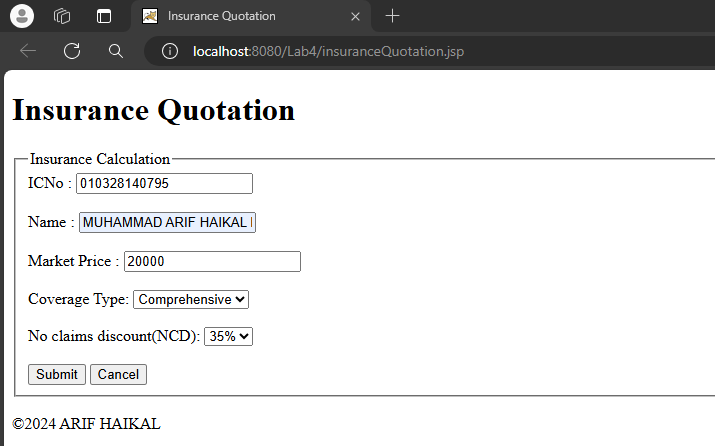 Insurance Quotation
localhost:8080/Lab4/insuranceQuotation.jsp
Insurance Quotation
Insurance Calculation
ICNo : 010328140795
Name : MUHAMMAD ARIF HAIKAL
Market Price : 20000
Coverage Type: Comprehensive
No claims discount(NCD): 35%
Submit Cancel
©2024 ARIF HAIKAL